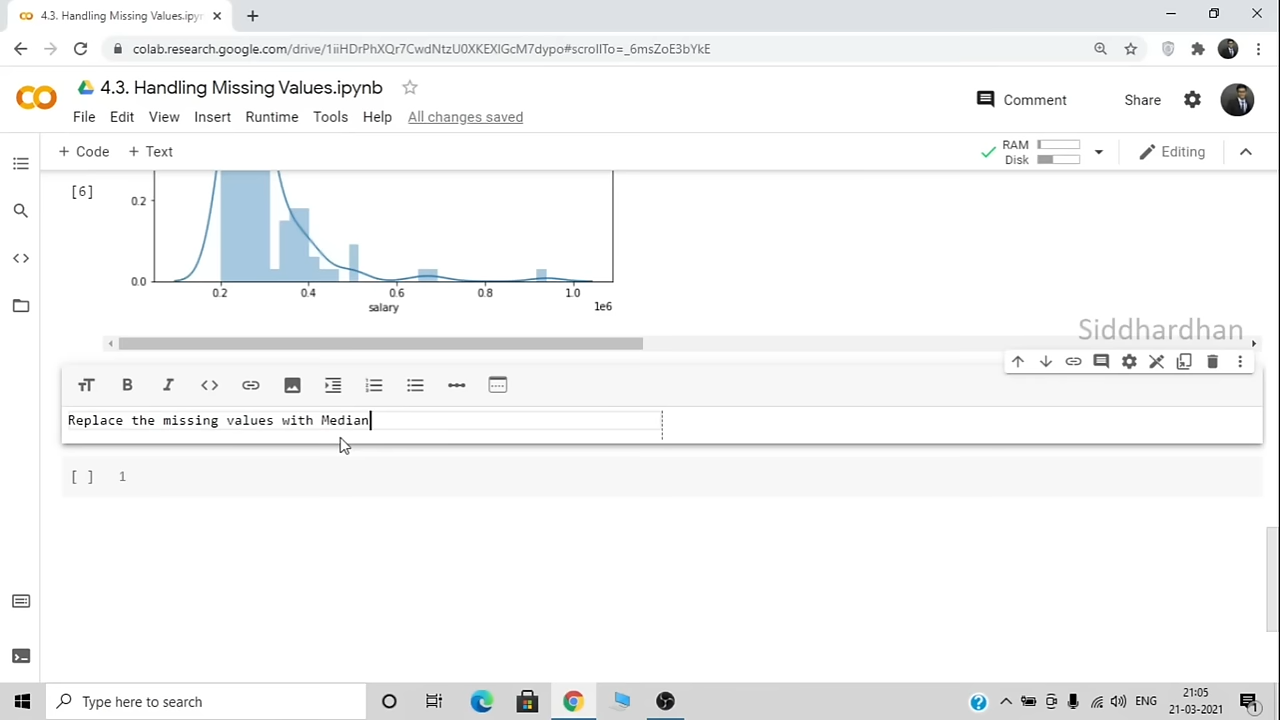 4.3. Handling Missing Values.ipyn
colab.research.google.com/drive/1iiHDrPhXQr7CwdNtzU0XKEXlGcM7dypo#scrollTo=_6msZoE3bYkE
4.3. Handling Missing Values.ipynb
Comment
Share
File Edit View Insert Runtime Tools Help All changes saved
+ Code + Text
RAM
Disk
Editing
[6]
0.2
0.0
0.2 0.4 0.6 0.8 1.0
salary
1e6
Siddhardhan
Replace the missing values with Median
[ ] 1
Type here to search
ENG
21:05
21-03-2021